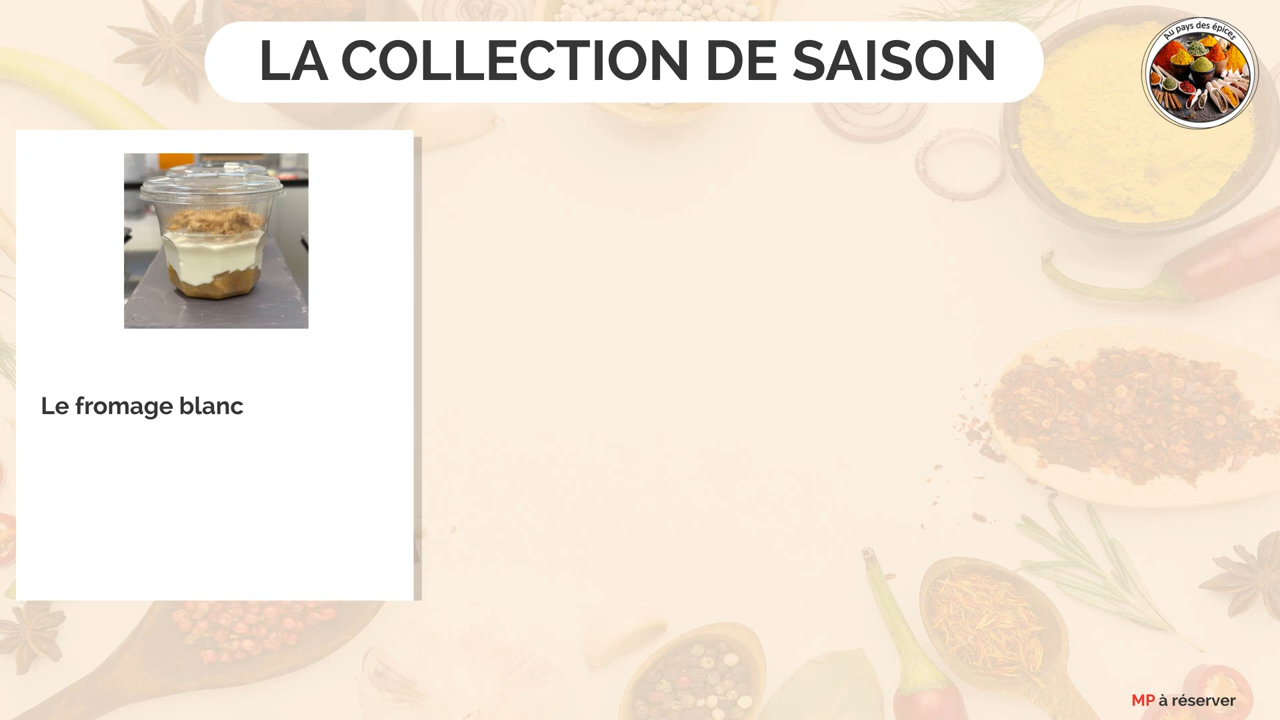 LA COLLECTION DE SAISON
Au pays des épices
Le fromage blanc
MP à réserver